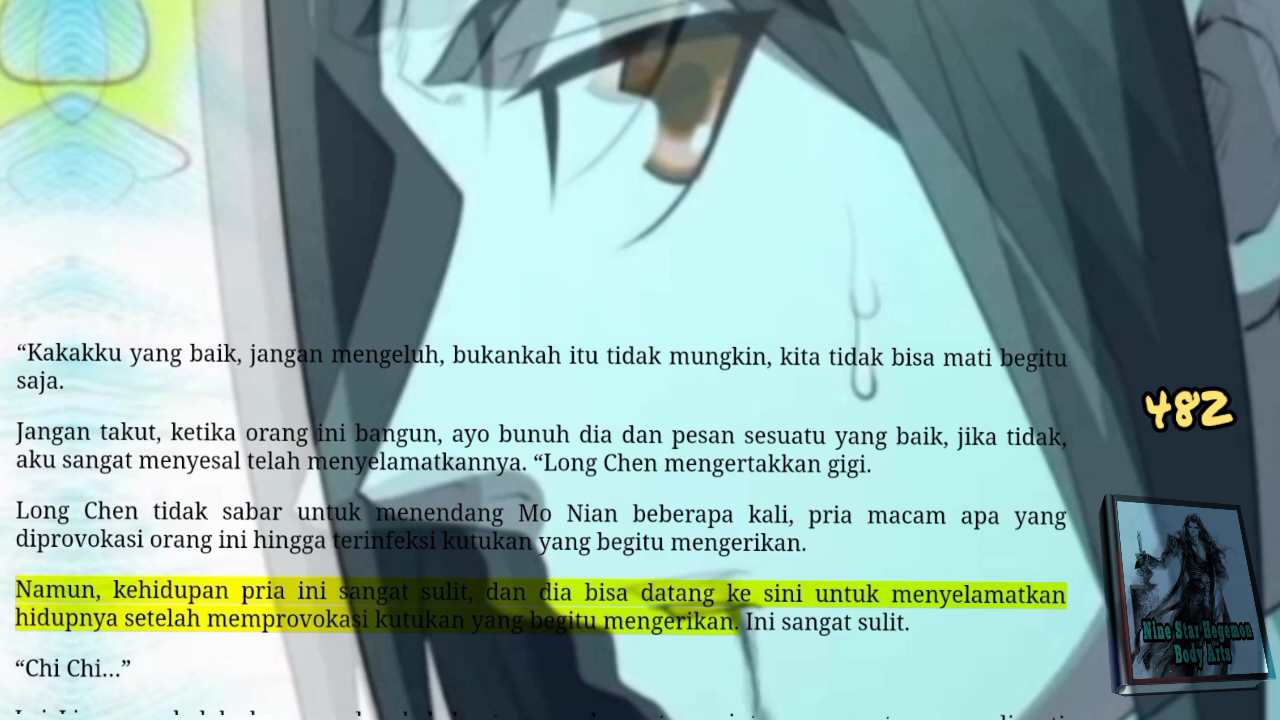 “Kakakku yang baik, jangan mengeluh, bukankah itu tidak mungkin, kita tidak bisa mati begitu
saja.
Jangan takut, ketika orang ini bangun, ayo bunuh dia dan pesan sesuatu yang baik, jika tidak,
aku sangat menyesal telah menyelamatkannya. “Long Chen mengertakkan gigi.
Long Chen tidak sabar untuk menendang Mo Nian beberapa kali, pria macam apa yang
diprovokasi orang ini hingga terinfeksi kutukan yang begitu mengerikan.
Namun, kehidupan pria ini sangat sulit, dan dia bisa datang ke sini untuk menyelamatkan
hidupnya setelah memprovokasi kutukan yang begitu mengerikan. Ini sangat sulit.
“Chi Chi…”
482
Nine Star Hegemon
Body Arts